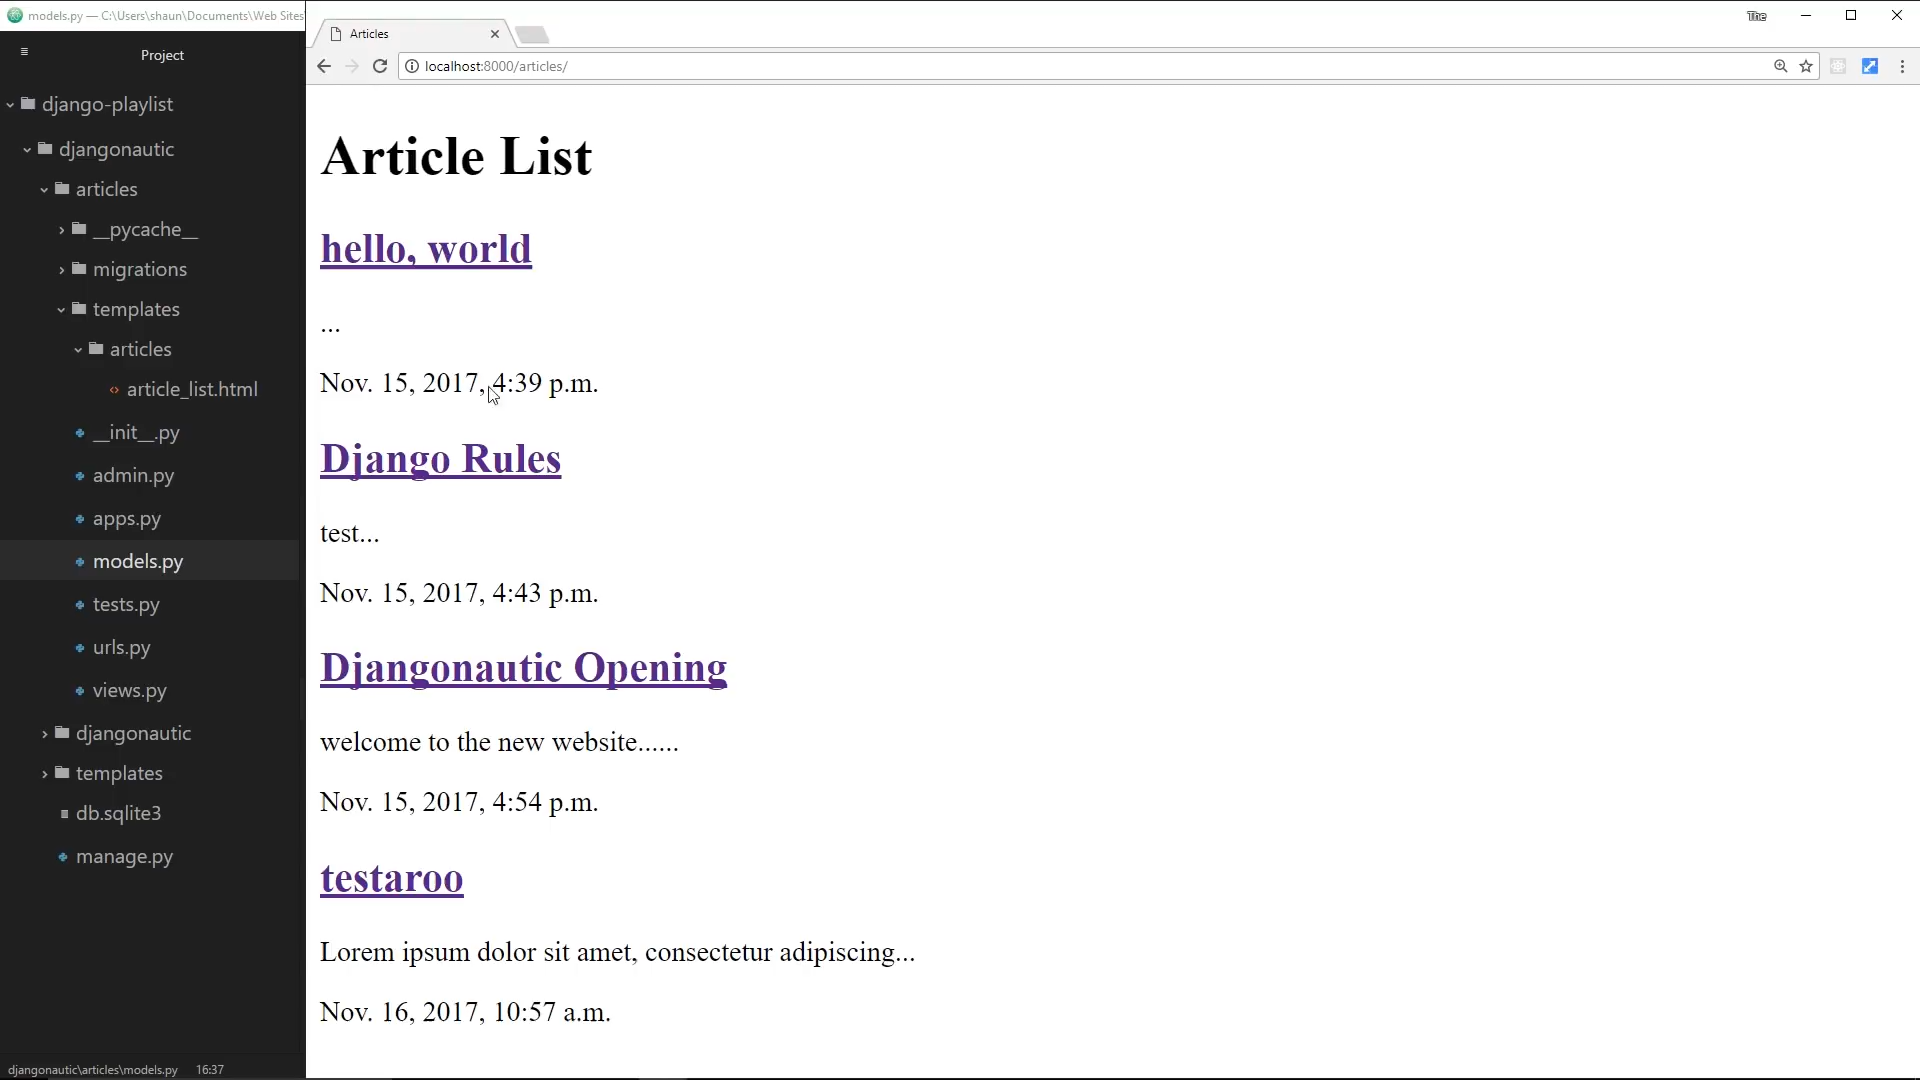 models.py — C:\Users\shaun\Documents\Web Sites
Project
django-playlist
djangonautic
articles
__pycache__
migrations
templates
articles
article_list.html
__init__.py
admin.py
apps.py
models.py
tests.py
urls.py
views.py
djangonautic
templates
db.sqlite3
manage.py
djangonautic\articles\models.py 16:37
Articles
The
localhost:8000/articles/
Article List
hello, world
...
Nov. 15, 2017, 4:39 p.m.
Django Rules
test...
Nov. 15, 2017, 4:43 p.m.
Djangonautic Opening
welcome to the new website......
Nov. 15, 2017, 4:54 p.m.
testaroo
Lorem ipsum dolor sit amet, consectetur adipiscing...
Nov. 16, 2017, 10:57 a.m.